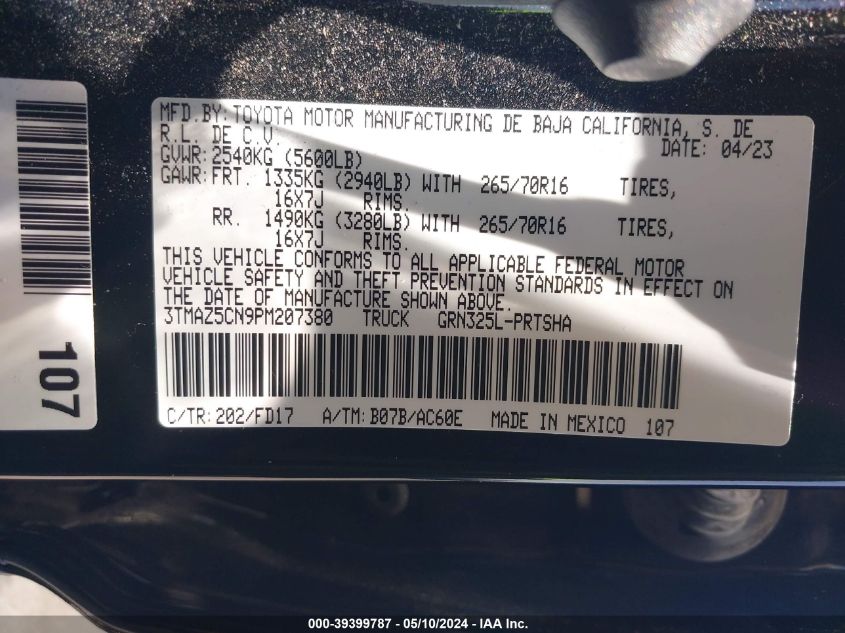 MFD.BY:TOYOTA MOTOR MANUFACTURING DE BAJA CALIFORNIA, S. DE
R.L. DE C.V. DATE: 04/23
GVWR:2540KG (5600LB)
GAWR:FRT. 1335KG (2940LB) WITH 265/70R16 TIRES,
16X7J RIMS.
RR. 1490KG (3280LB) WITH 265/70R16 TIRES,
16X7J RIMS.
THIS VEHICLE CONFORMS TO ALL APPLICABLE FEDERAL MOTOR
VEHICLE SAFETY AND THEFT PREVENTION STANDARDS IN EFFECT ON
THE DATE OF MANUFACTURE SHOWN ABOVE.
3TMAZ5CN9PM207380 TRUCK GRN325L-PRTSHA
C/TR:202/FD17 A/TM:B07B/AC60E MADE IN MEXICO 107
107
000-39399787 - 05/10/2024 - IAA Inc.